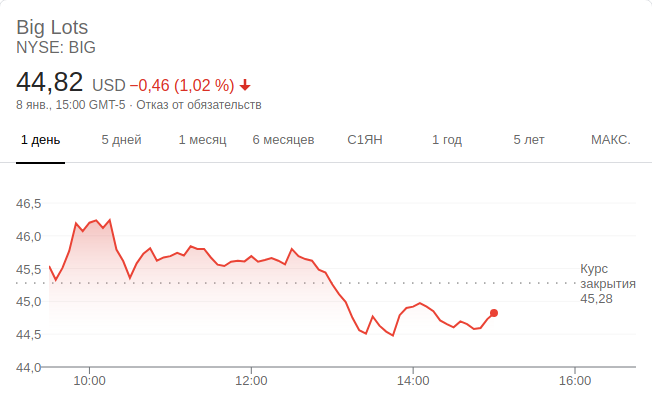 Big Lots
NYSE: BIG
44,82 USD −0,46 (1,02 %)
8 янв., 15:00 GMT-5 · Отказ от обязательств
1 день 5 дней 1 месяц 6 месяцев С1ЯН 1 год 5 лет МАКС.
46,5
46,0
45,5
45,0
44,5
44,0
Курс
закрытия
45,28
10:00 12:00 14:00 16:00